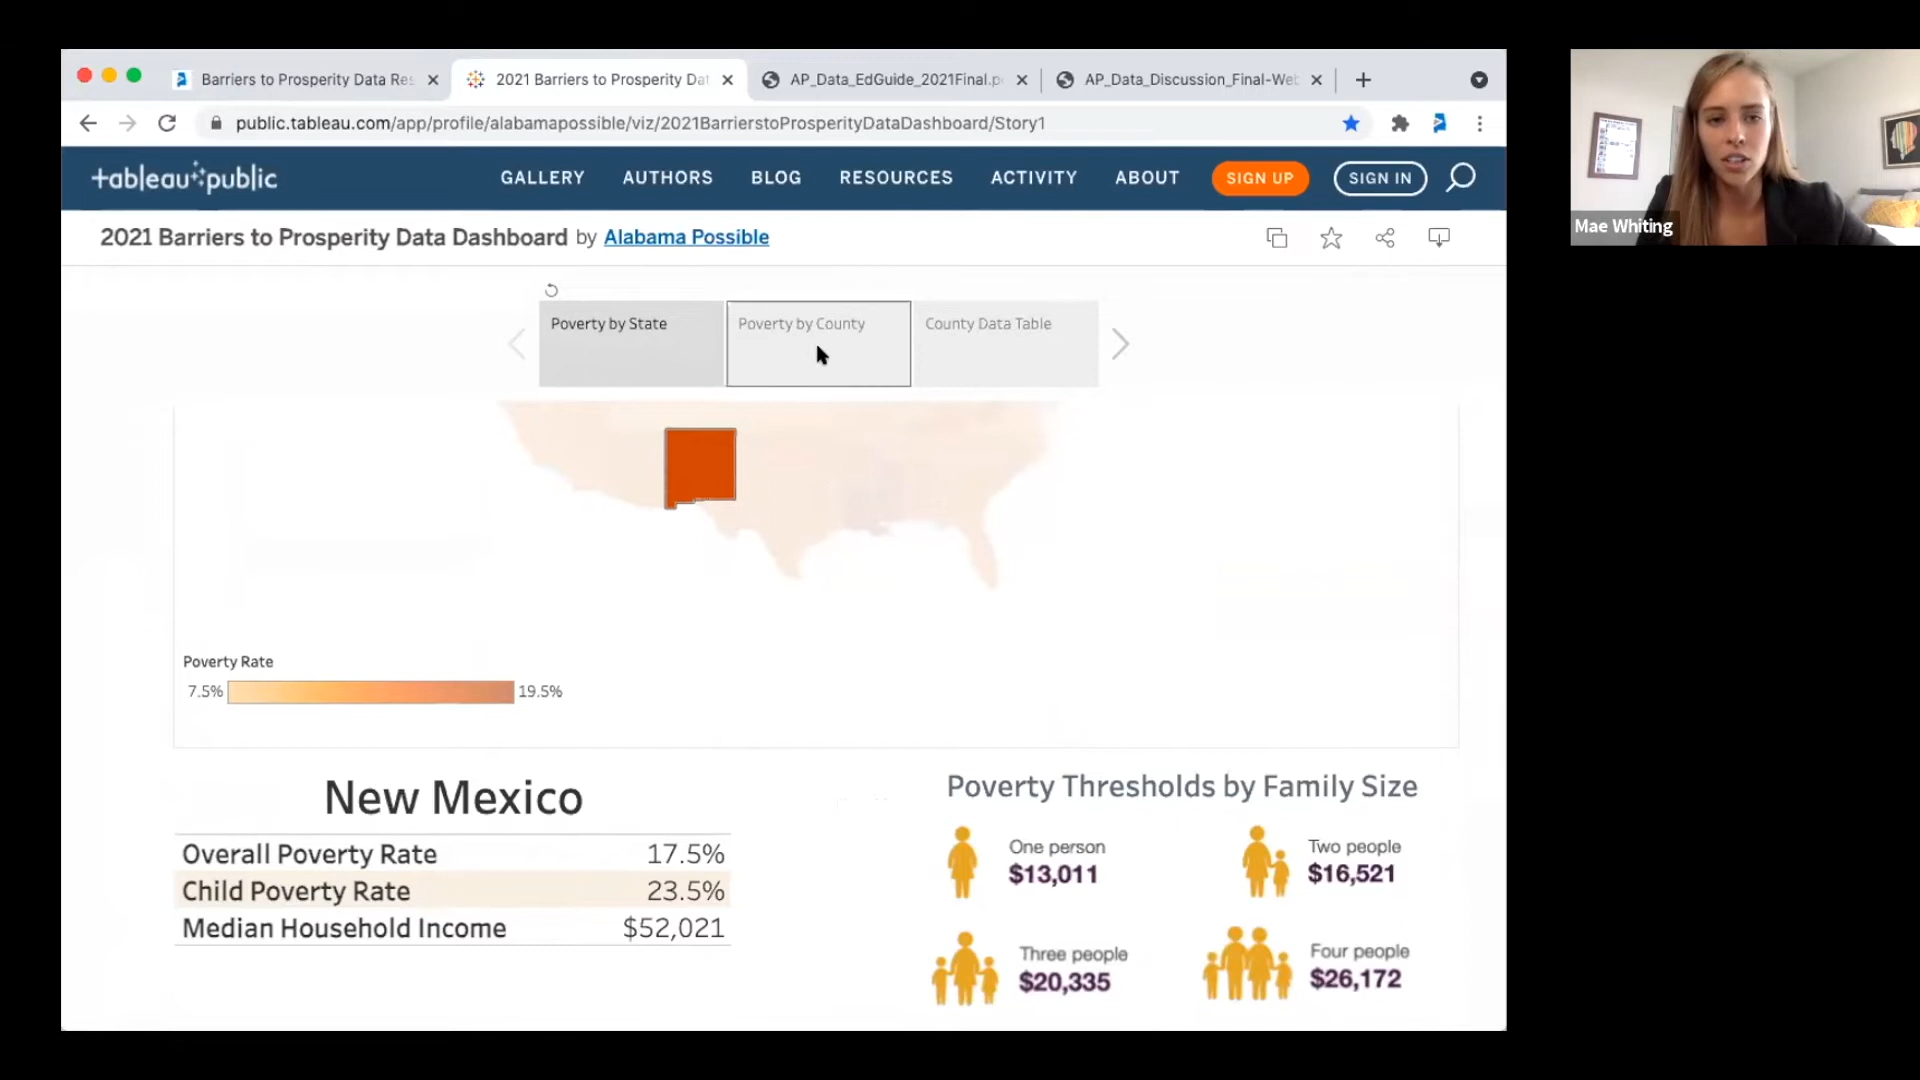 Barriers to Prosperity Data Res
2021 Barriers to Prosperity Dat
AP_Data_EdGuide_2021Final.p
AP_Data_Discussion_Final-Web
public.tableau.com/app/profile/alabamapossible/viz/2021BarrierstoProsperityDataDashboard/Story1
tableau public
GALLERY
AUTHORS
BLOG
RESOURCES
ACTIVITY
ABOUT
SIGN UP
SIGN IN
2021 Barriers to Prosperity Data Dashboard by Alabama Possible
Poverty by State
Poverty by County
County Data Table
Poverty Rate
7.5%
19.5%
New Mexico
Overall Poverty Rate 17.5%
Child Poverty Rate 23.5%
Median Household Income $52,021
Poverty Thresholds by Family Size
One person
$13,011
Two people
$16,521
Three people
$20,335
Four people
$26,172
Mae Whiting